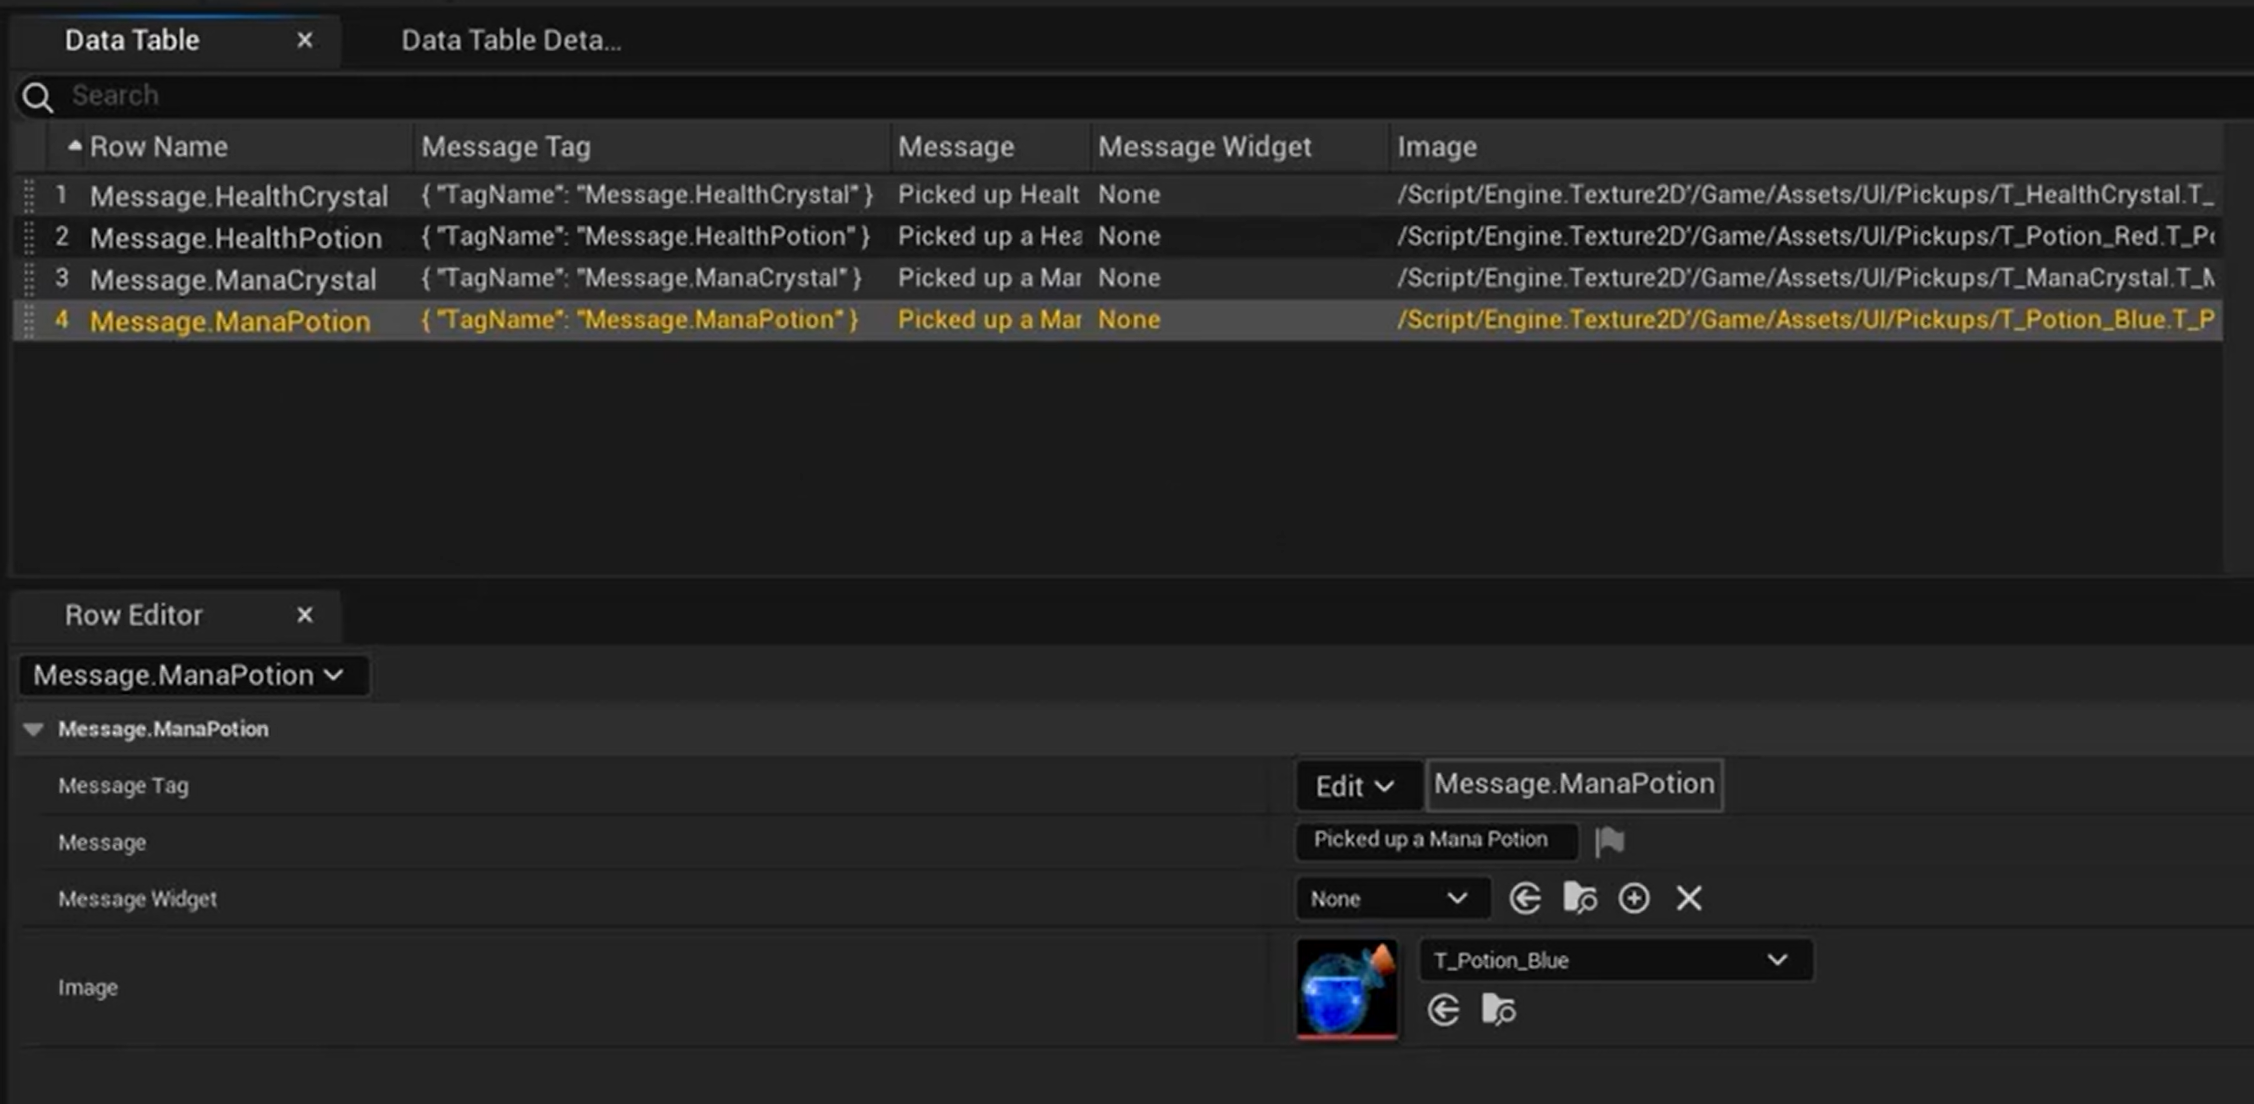 Data Table × Data Table Deta...
Search
Row Name Message Tag Message Message Widget Image
1 Message.HealthCrystal { "TagName": "Message.HealthCrystal" } Picked up Healt None /Script/Engine.Texture2D'/Game/Assets/UI/Pickups/T_HealthCrystal.T_
2 Message.HealthPotion { "TagName": "Message.HealthPotion" } Picked up a Hea None /Script/Engine.Texture2D'/Game/Assets/UI/Pickups/T_Potion_Red.T_Po
3 Message.ManaCrystal { "TagName": "Message.ManaCrystal" } Picked up a Mar None /Script/Engine.Texture2D'/Game/Assets/UI/Pickups/T_ManaCrystal.T_M
4 Message.ManaPotion { "TagName": "Message.ManaPotion" } Picked up a Mar None /Script/Engine.Texture2D'/Game/Assets/UI/Pickups/T_Potion_Blue.T_P
Row Editor ×
Message.ManaPotion
Message.ManaPotion
Message Tag Edit Message.ManaPotion
Message Picked up a Mana Potion
Message Widget None
Image T_Potion_Blue